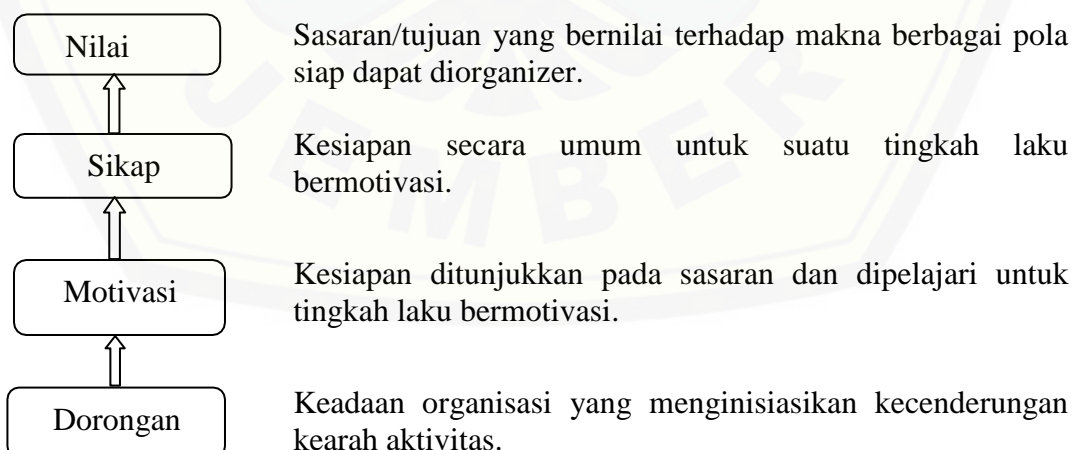 Nilai
Sasaran/tujuan yang bernilai terhadap makna berbagai pola
siap dapat diorganizer.
Sikap
Kesiapan secara umum untuk suatu tingkah laku
bermotivasi.
Motivasi
Kesiapan ditunjukkan pada sasaran dan dipelajari untuk
tingkah laku bermotivasi.
Dorongan
Keadaan organisasi yang menginisiasikan kecenderungan
kearah aktivitas.
JEMBER